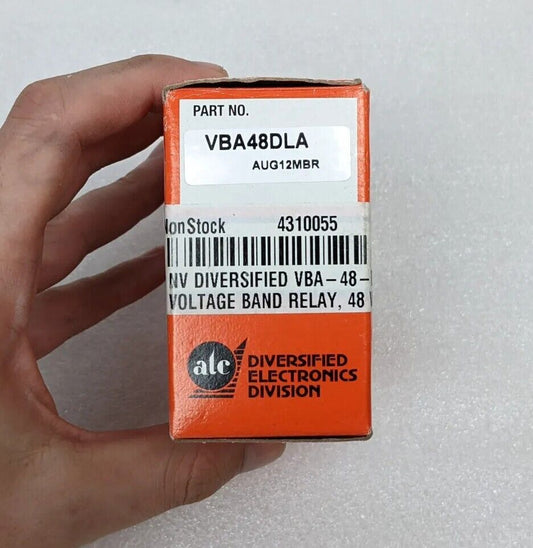 PART NO.
VBA48DLA
AUG12MBR
NonStock 4310055
NV DIVERSIFIED VBA-48-
VOLTAGE BAND RELAY, 48
atc DIVERSIFIED
ELECTRONICS
DIVISION